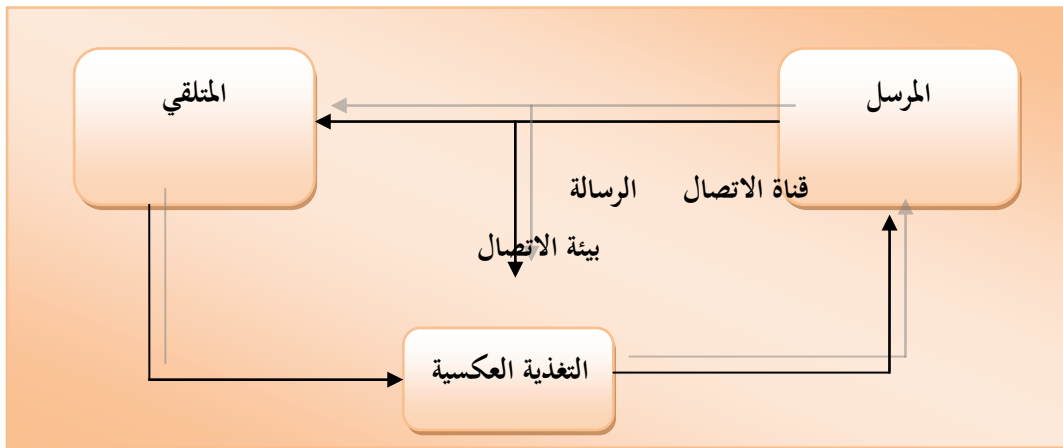 المرسل
المتلقي
قناة الاتصال الرسالة
بيئة الاتصال
التغذية العكسية